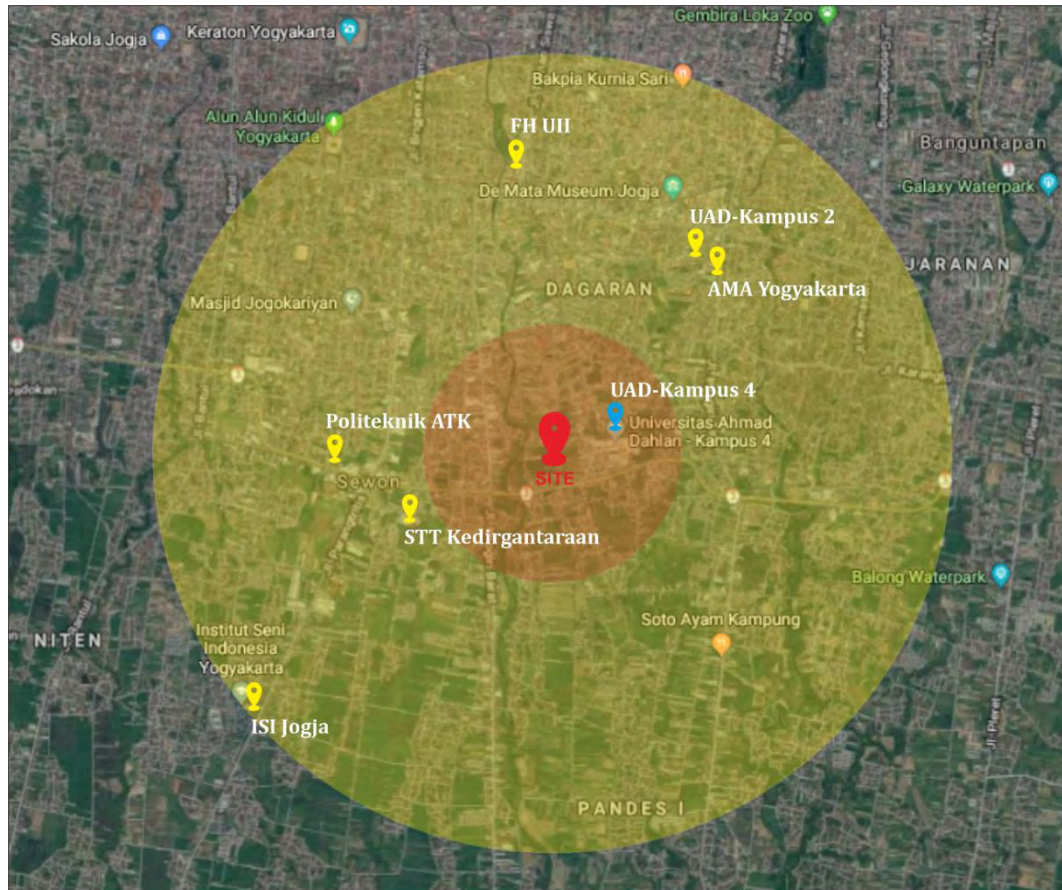 Gembira Loka Zoo
Keraton Yogyakarta
Sakola Jogja
Bakpia Kurnia Sari
Alun Alun Kidul
Yogyakarta
FH UII
Banguntapan
De Mata Museum Jogja
Galaxy Waterpark
UAD-Kampus 2
JARANAN
DAGARAN
AMA Yogyakarta
Masjid Jogokariyan
UAD-Kampus 4
Politeknik ATK
Universitas Ahmad
Dahlan - Kampus 4
Sewon
SITE
STT Kedirgantaraan
Balong Waterpark
Soto Ayam Kampung
NITEN
Institut Seni
Indonesia
Yogyakarta
ISI Jogja
Jl. Pleret
PANDES I